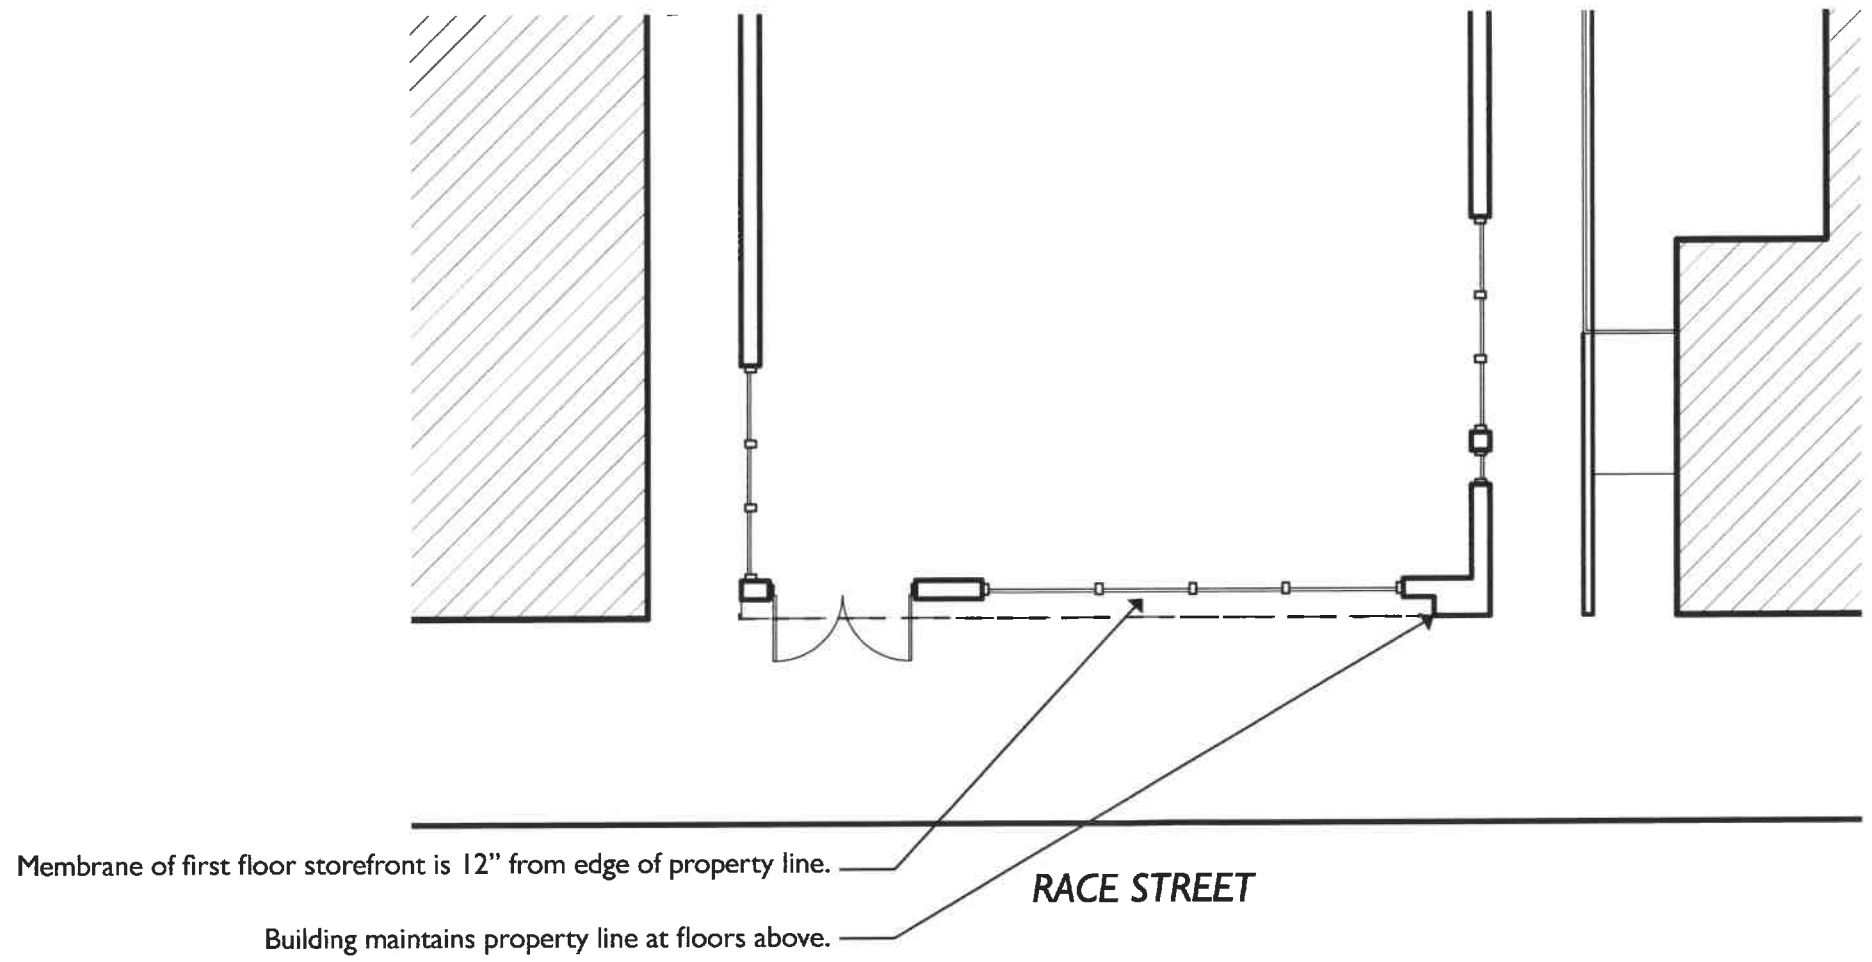 Membrane of first floor storefront is 12” from edge of property line.
RACE STREET
Building maintains property line at floors above.